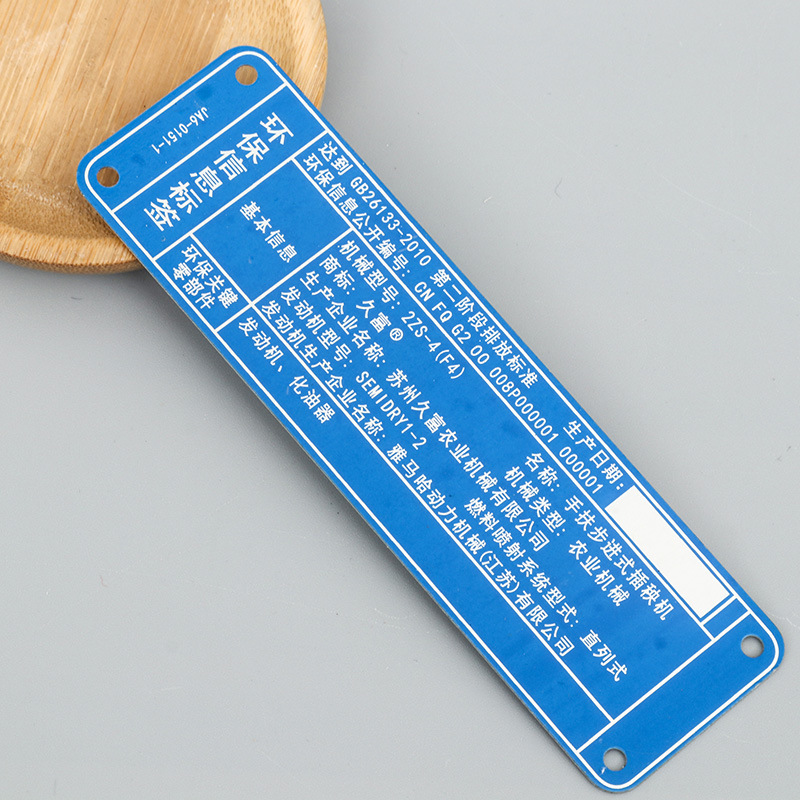 JW6-0151-1
环保信息标签
达到 GB26133-2010 第二阶段排放标准 生产日期:
环保信息公开编号: CN FQ G2 00 008P000001 000001
基本信息
机械型号: 2ZS-4(F4) 名称: 手扶步进式插秧机
商标: 久富® 机械类型: 农业机械
生产企业名称: 苏州久富农业机械有限公司
发动机型号: SEMIDRY1-2 燃料喷射系统型式: 直列式
发动机生产企业名称: 雅马哈动力机械(江苏)有限公司
环保关键
零部件
发动机、化油器